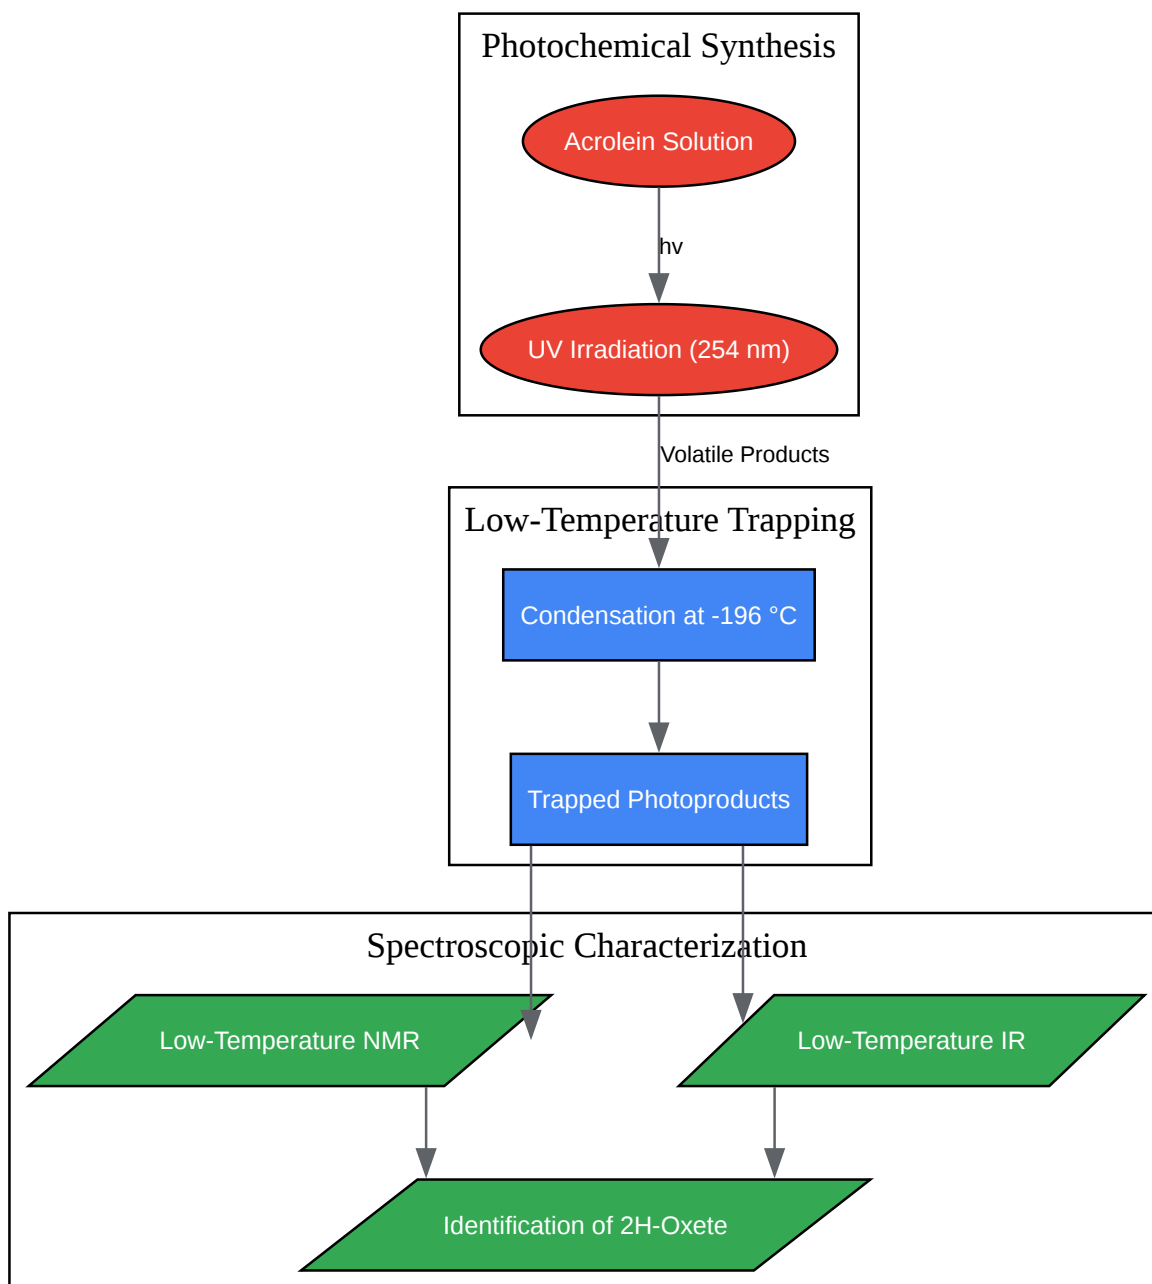 Photochemical Synthesis
Acrolein Solution
hv
UV Irradiation (254 nm)
Volatile Products
Low-Temperature Trapping
Condensation at -196 °C
Trapped Photoproducts
Spectroscopic Characterization
Low-Temperature NMR
Low-Temperature IR
Identification of 2H-Oxete